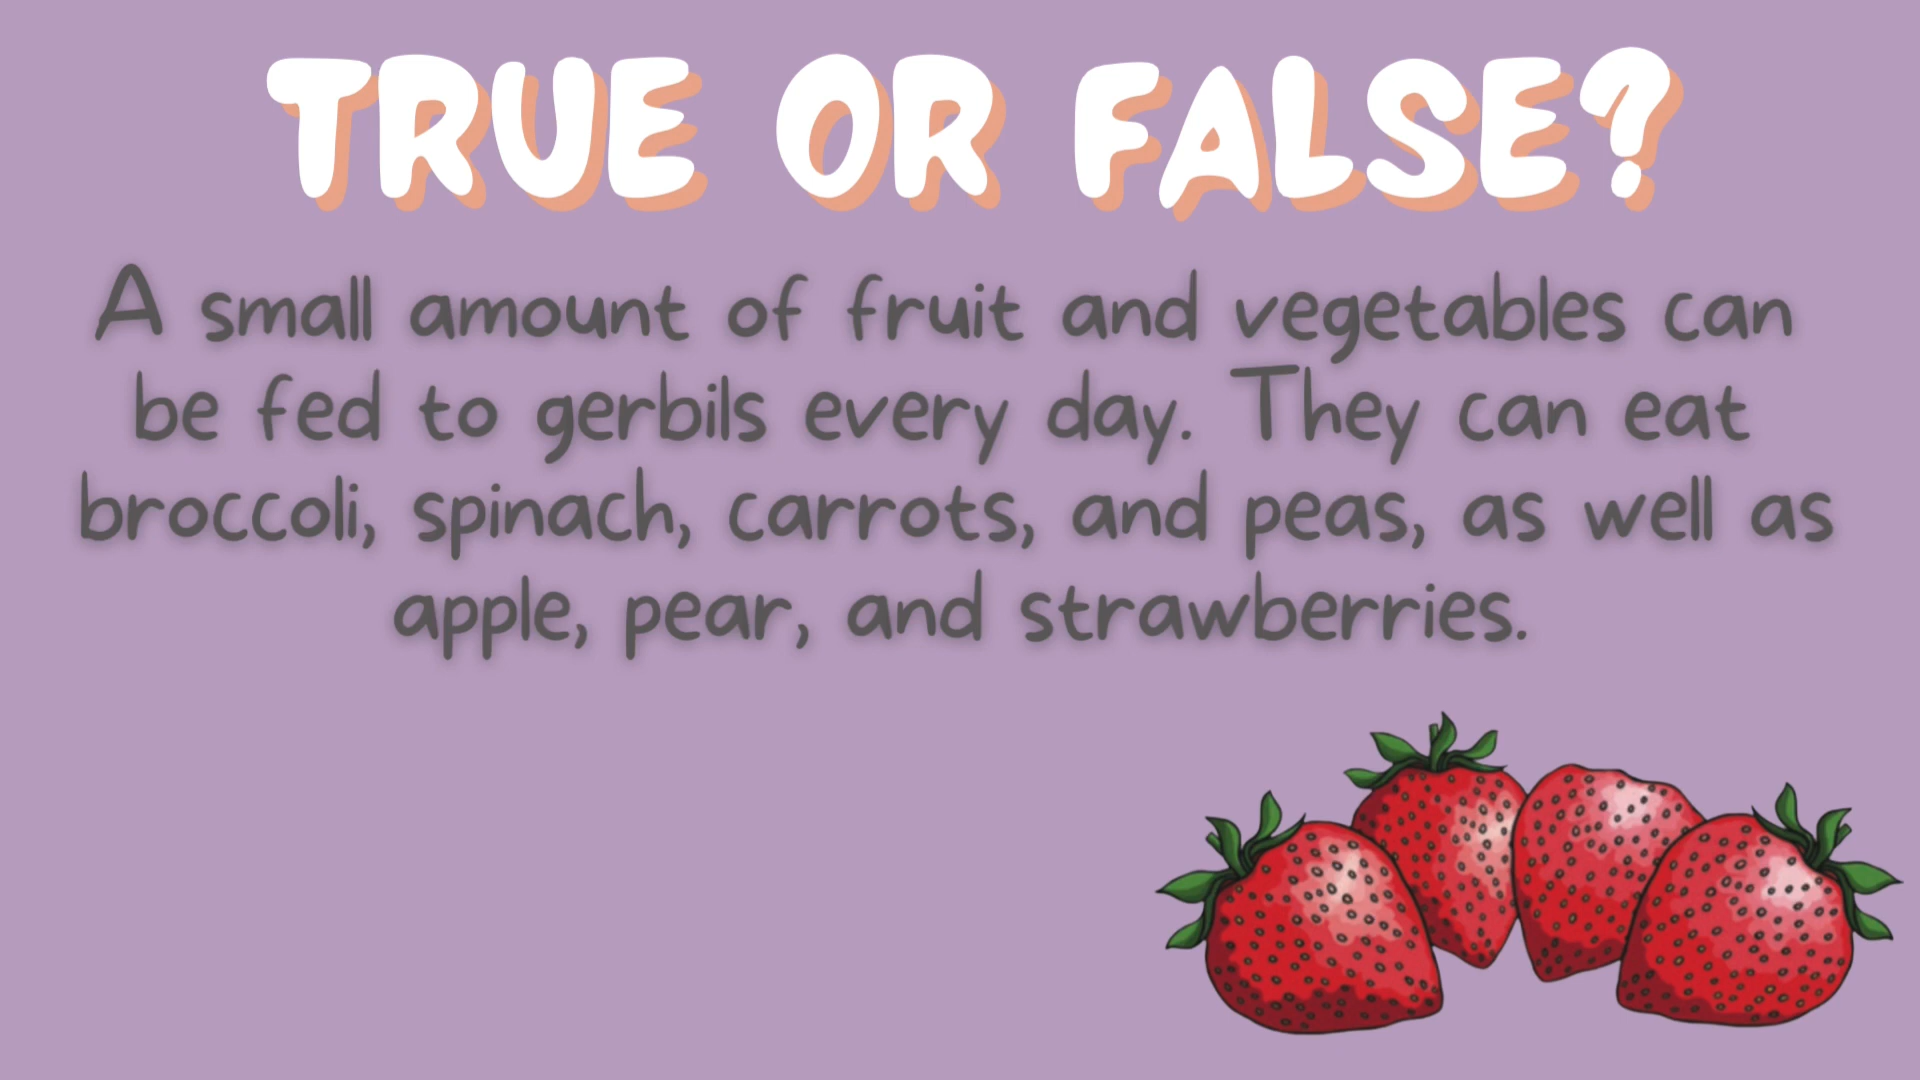 TRUE OR FALSE?
A small amount of fruit and vegetables can
be fed to gerbils every day. They can eat
broccoli, spinach, carrots, and peas, as well as
apple, pear, and strawberries.